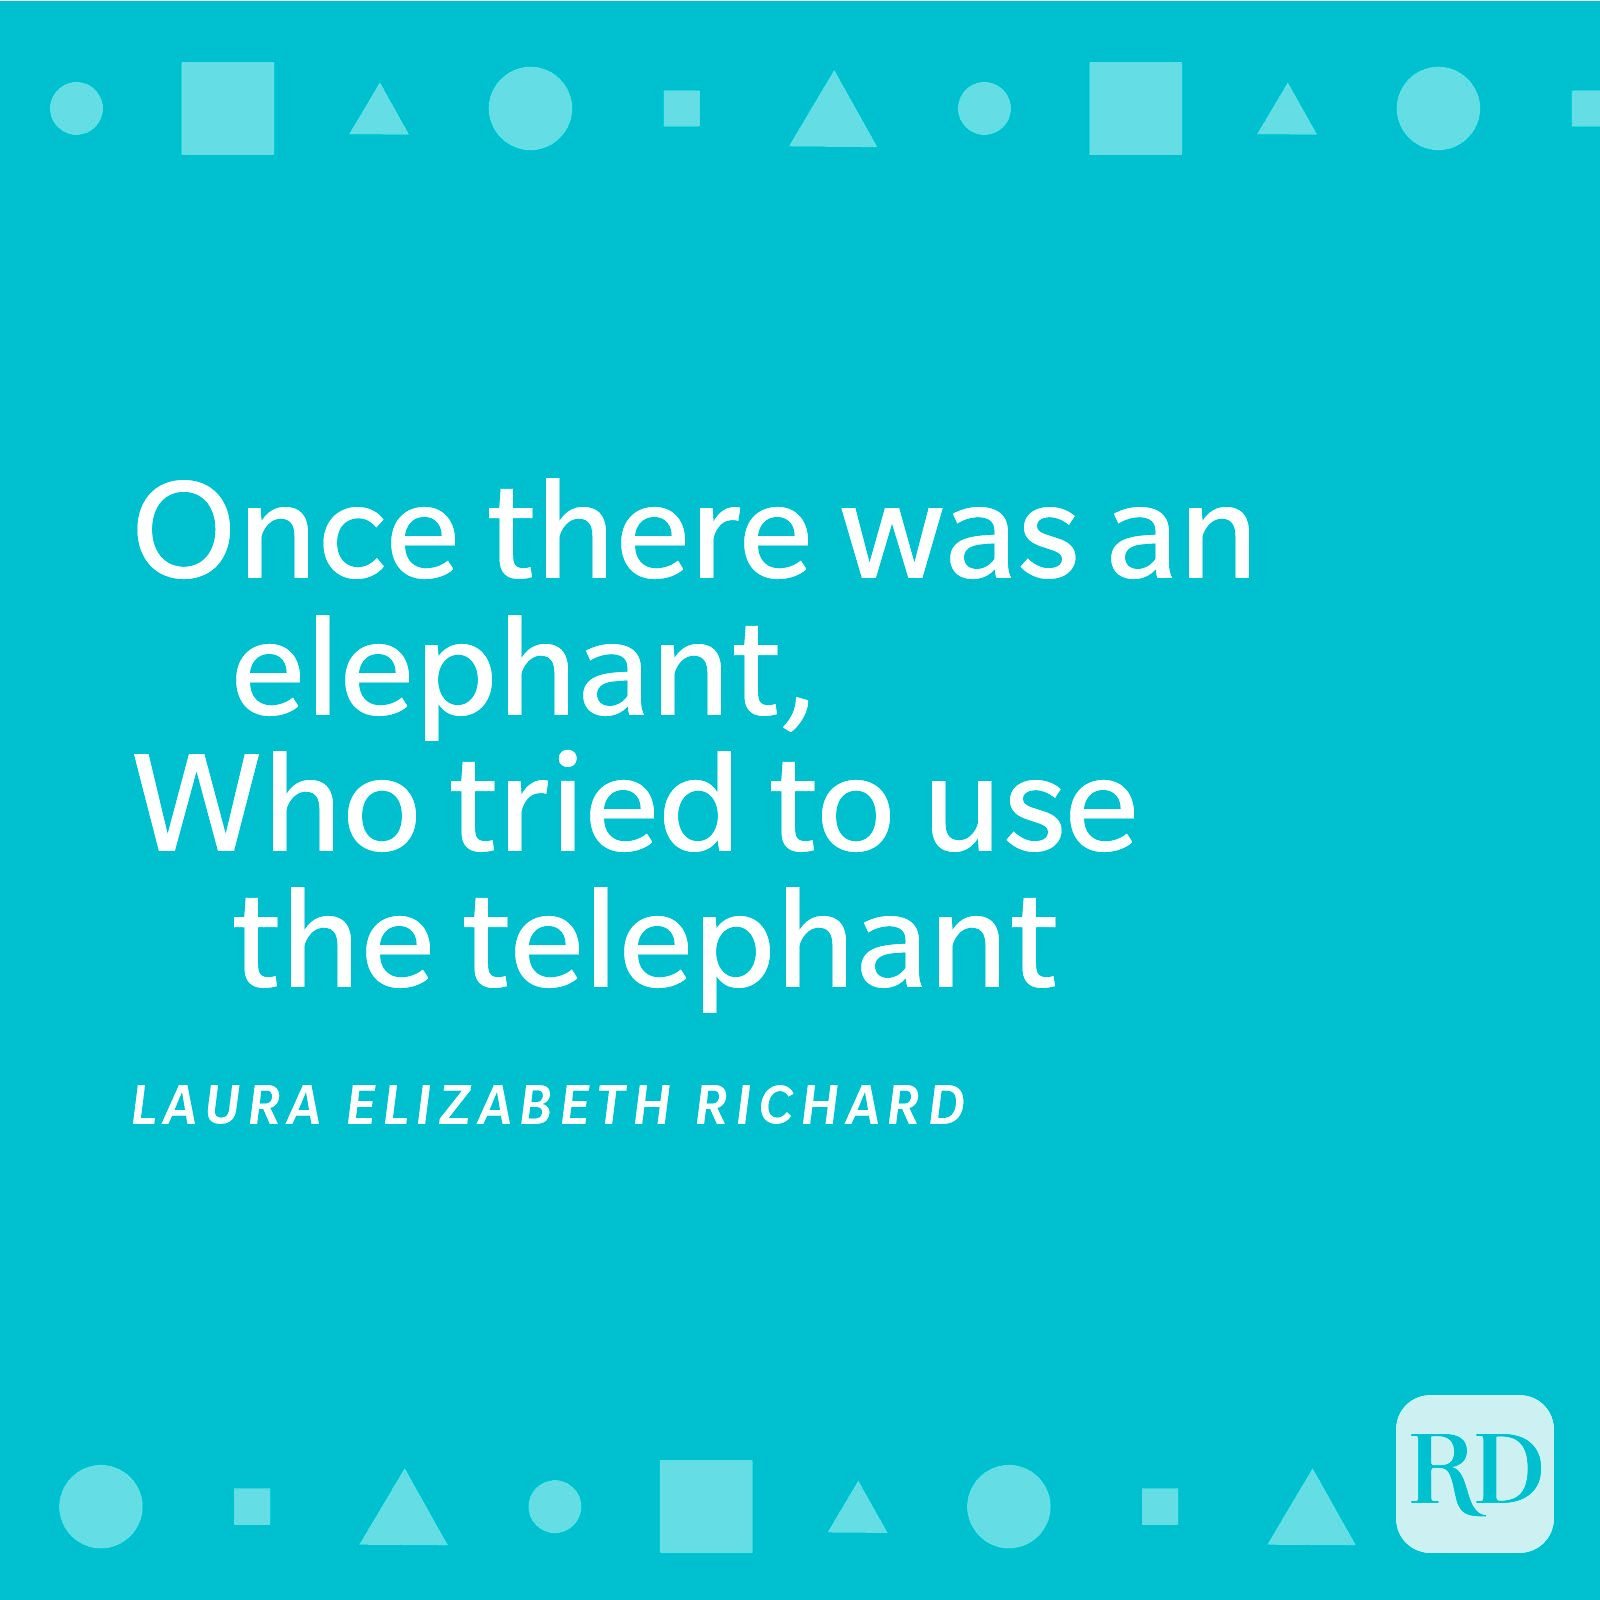 Once there was an
elephant,
Who tried to use
the telephant
LAURA ELIZABETH RICHARD
RD